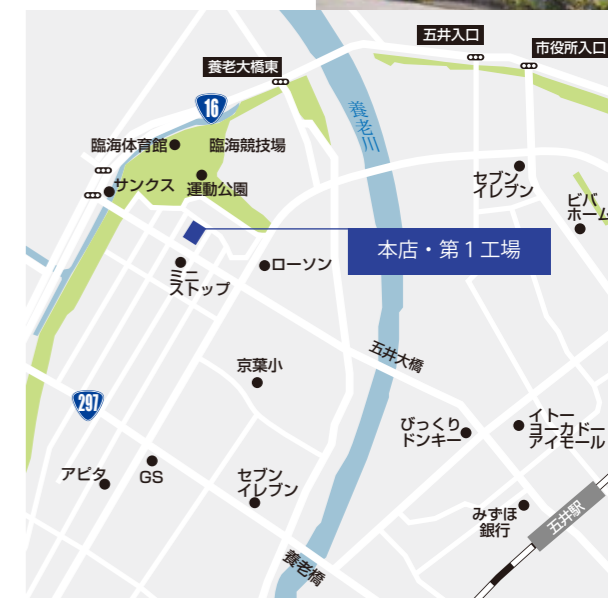 五井入口
市役所入口
養老大橋東
16
養老川
臨海体育館
臨海競技場
サンクス
運動公園
セブン
イレブン
ビバ
ホーム
本店・第1工場
ミニ
ストップ
ローソン
五井大橋
京葉小
297
びっくり
ドンキー
イトー
ヨーカドー
アイモール
アピタ
GS
セブン
イレブン
みずほ
銀行
五井駅
養老橋